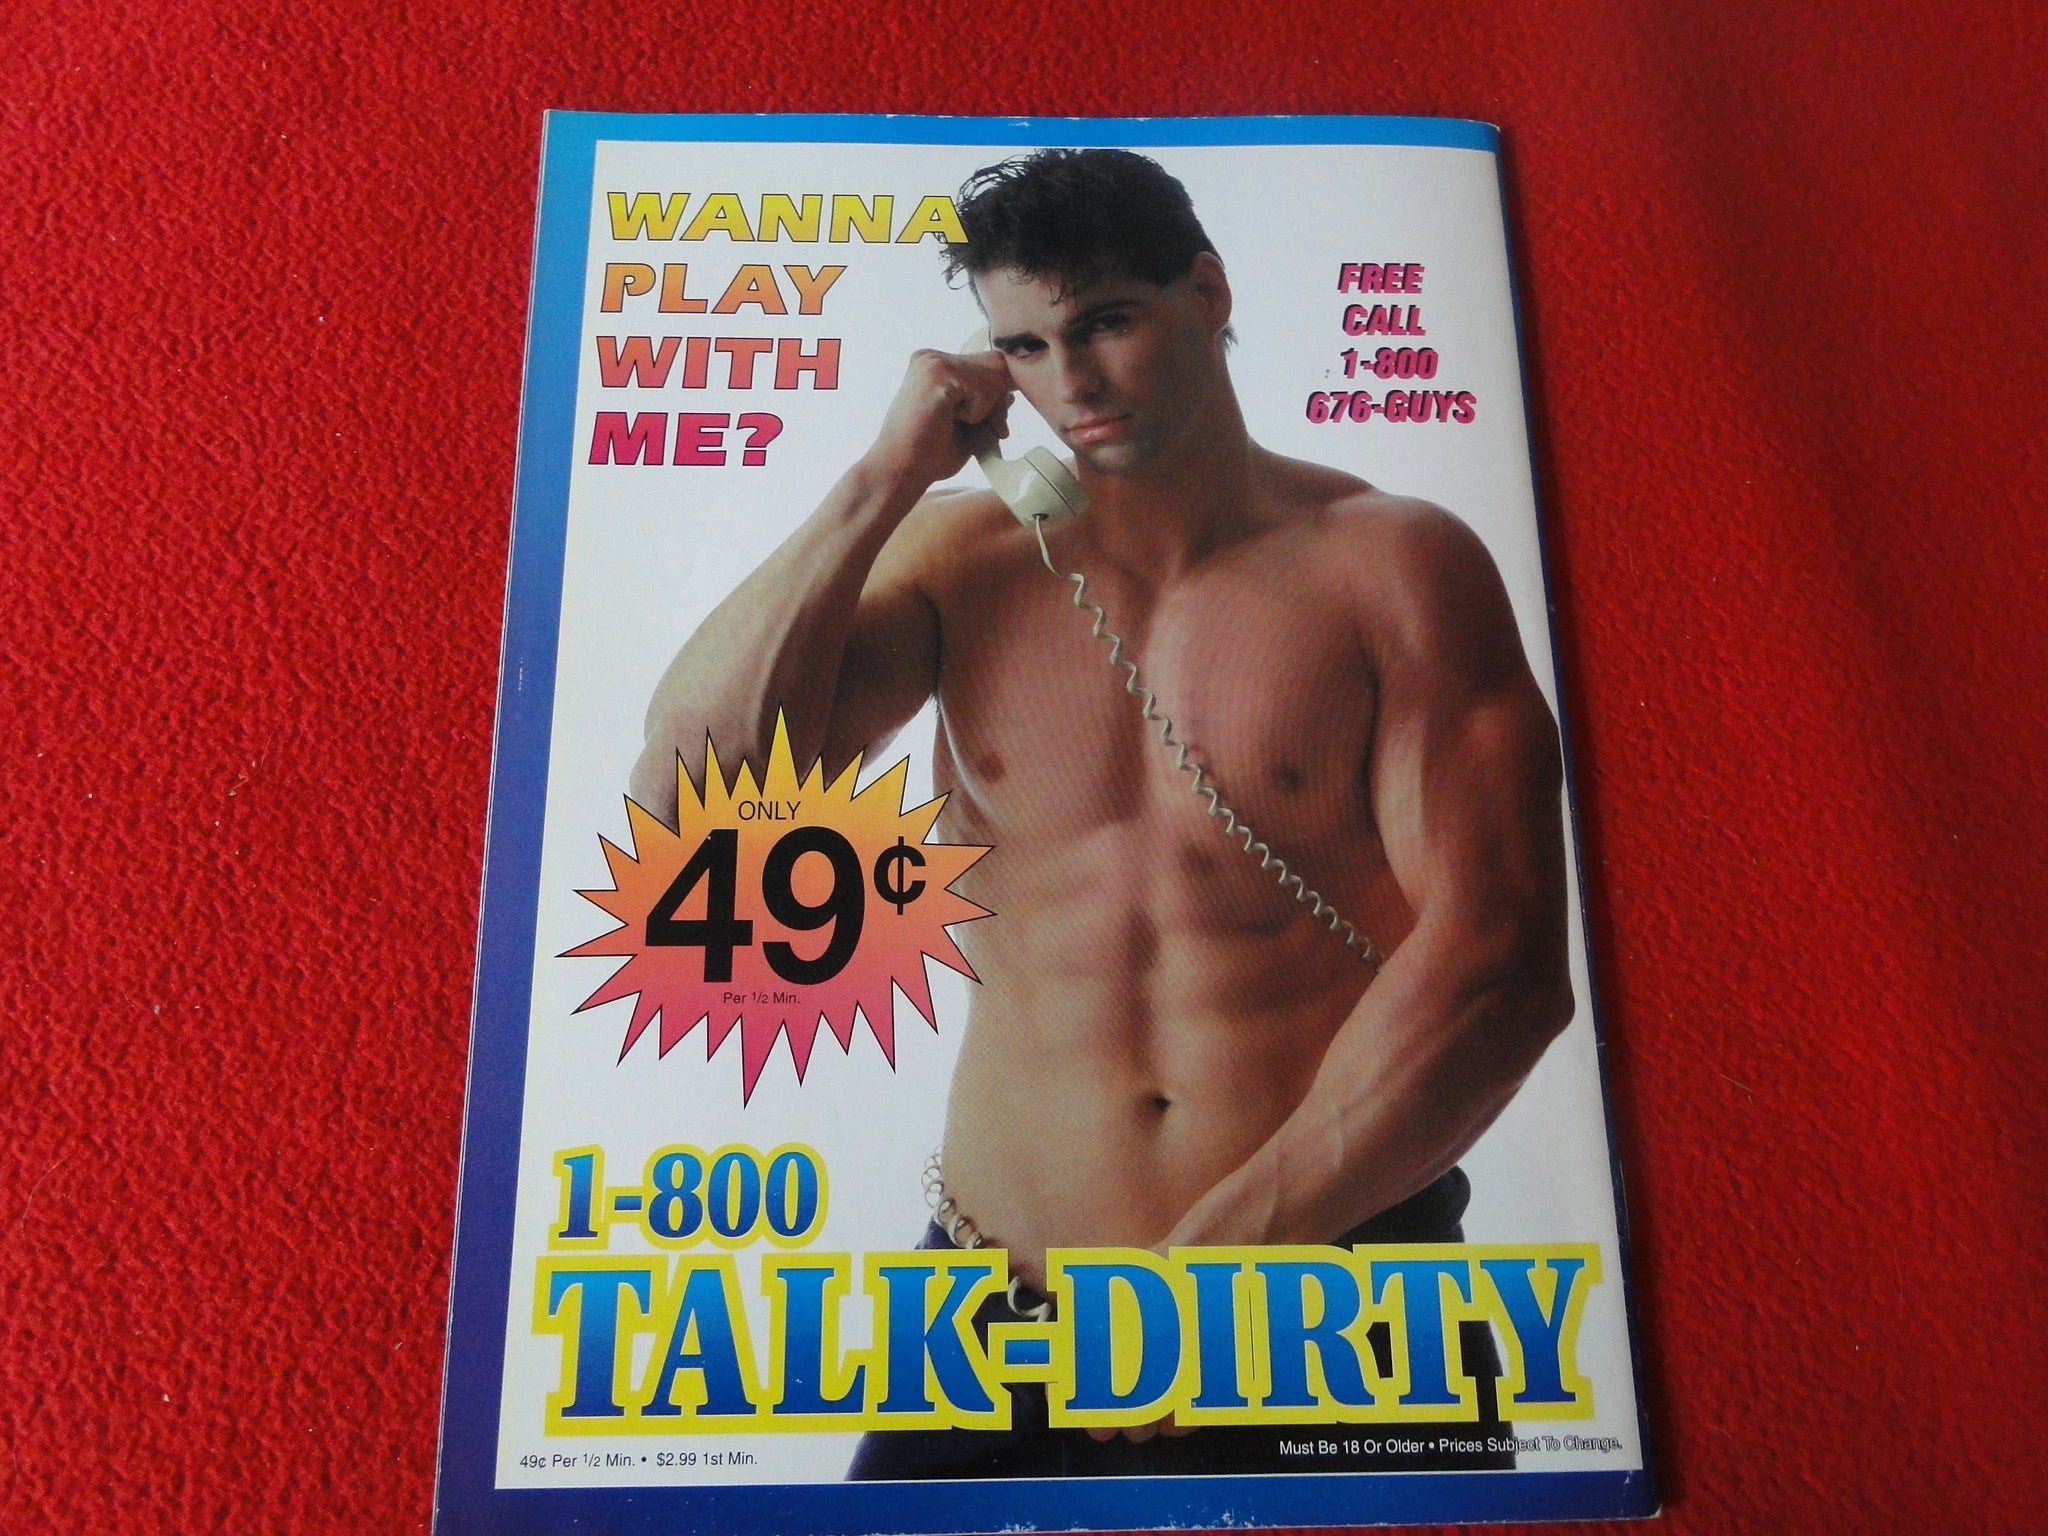 WANNA
PLAY
WITH
ME?
FREE
CALL
1-800
676-GUYS
ONLY
49¢
Per 1/2 Min.
1-800
TALK-DIRTY
49¢ Per 1/2 Min. • $2.99 1st Min.
Must Be 18 Or Older • Prices Subject To Change.